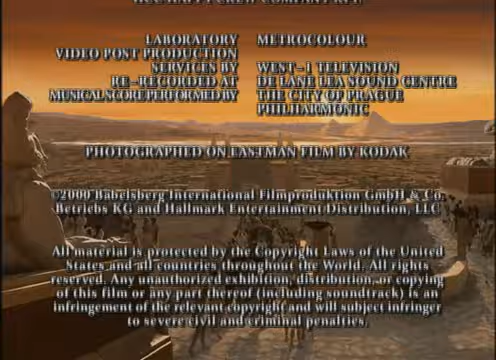 LABORATORY METROCOLOUR
VIDEO POST PRODUCTION
SERVICES BY WEST-1 TELEVISION
RE-RECORDED AT DE LANE LEA SOUND CENTRE
MUSICAL SCORE PERFORMED BY THE CITY OF PRAGUE
PHILHARMONIC
PHOTOGRAPHED ON EASTMAN FILM BY KODAK
©2000 Babelsberg International Filmproduktion GmbH & Co.
Betriebs KG and Hallmark Entertainment Distribution, LLC
All material is protected by the Copyright Laws of the United
States and all countries throughout the World. All rights
reserved. Any unauthorized exhibition, distribution, or copying
of this film or any part thereof (including soundtrack) is an
infringement of the relevant copyright and will subject infringer
to severe civil and criminal penalties.